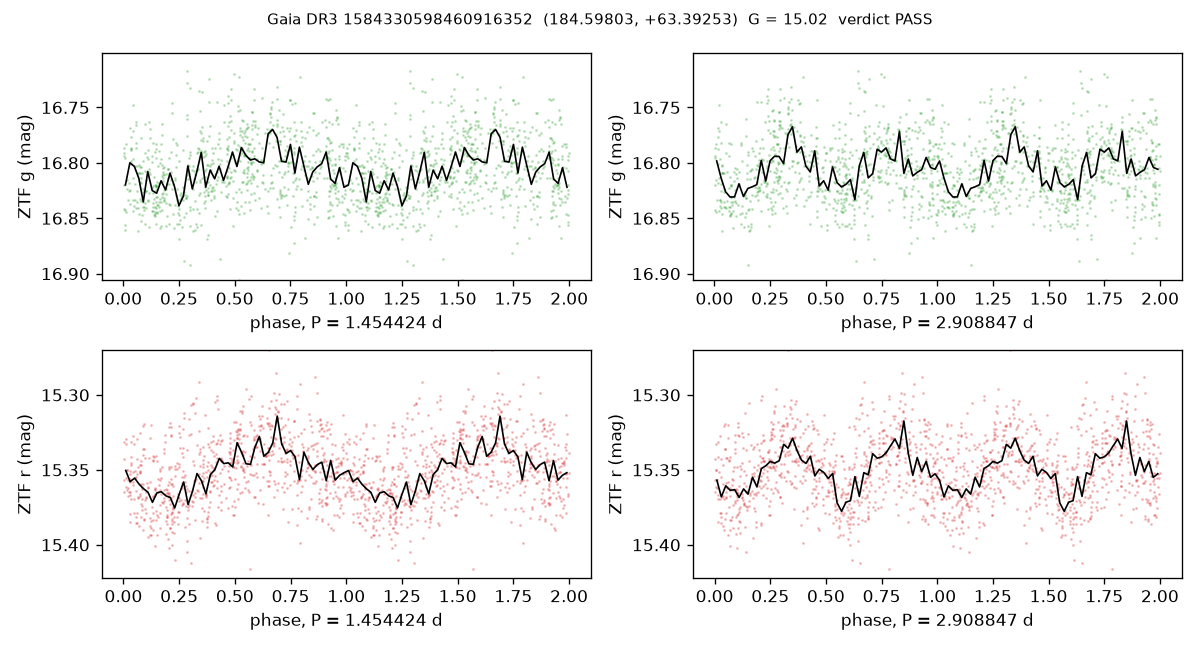 Gaia DR3 1584330598460916352  (184.59803, +63.39253)  G = 15.02  verdict PASS
ZTF g (mag)
16.75
16.80
16.85
16.90
0.00 0.25 0.50 0.75 1.00 1.25 1.50 1.75 2.00
phase, P = 1.454424 d
ZTF g (mag)
16.75
16.80
16.85
16.90
0.00 0.25 0.50 0.75 1.00 1.25 1.50 1.75 2.00
phase, P = 2.908847 d
ZTF r (mag)
15.30
15.35
15.40
0.00 0.25 0.50 0.75 1.00 1.25 1.50 1.75 2.00
phase, P = 1.454424 d
ZTF r (mag)
15.30
15.35
15.40
0.00 0.25 0.50 0.75 1.00 1.25 1.50 1.75 2.00
phase, P = 2.908847 d